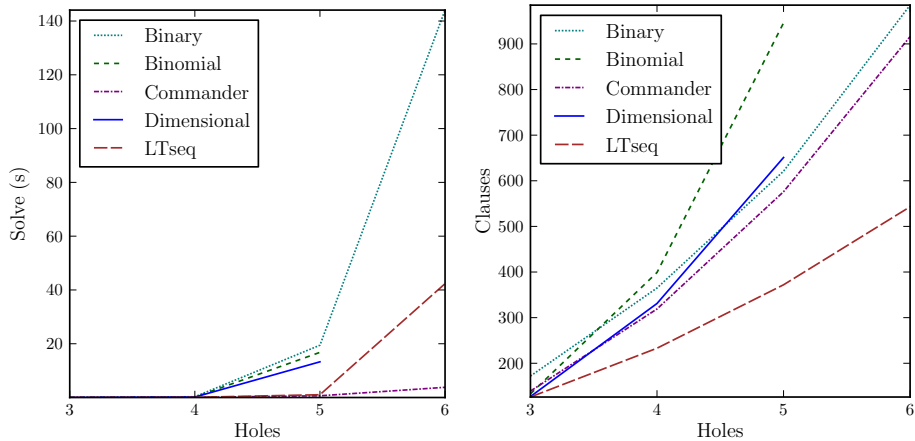 140
120
100
80
60
40
20
Solve (s)
Binary
Binomial
Commander
Dimensional
LTseq
3
4
5
6
Holes
900
800
700
600
500
400
300
200
Clauses
Binary
Binomial
Commander
Dimensional
LTseq
3
4
5
6
Holes